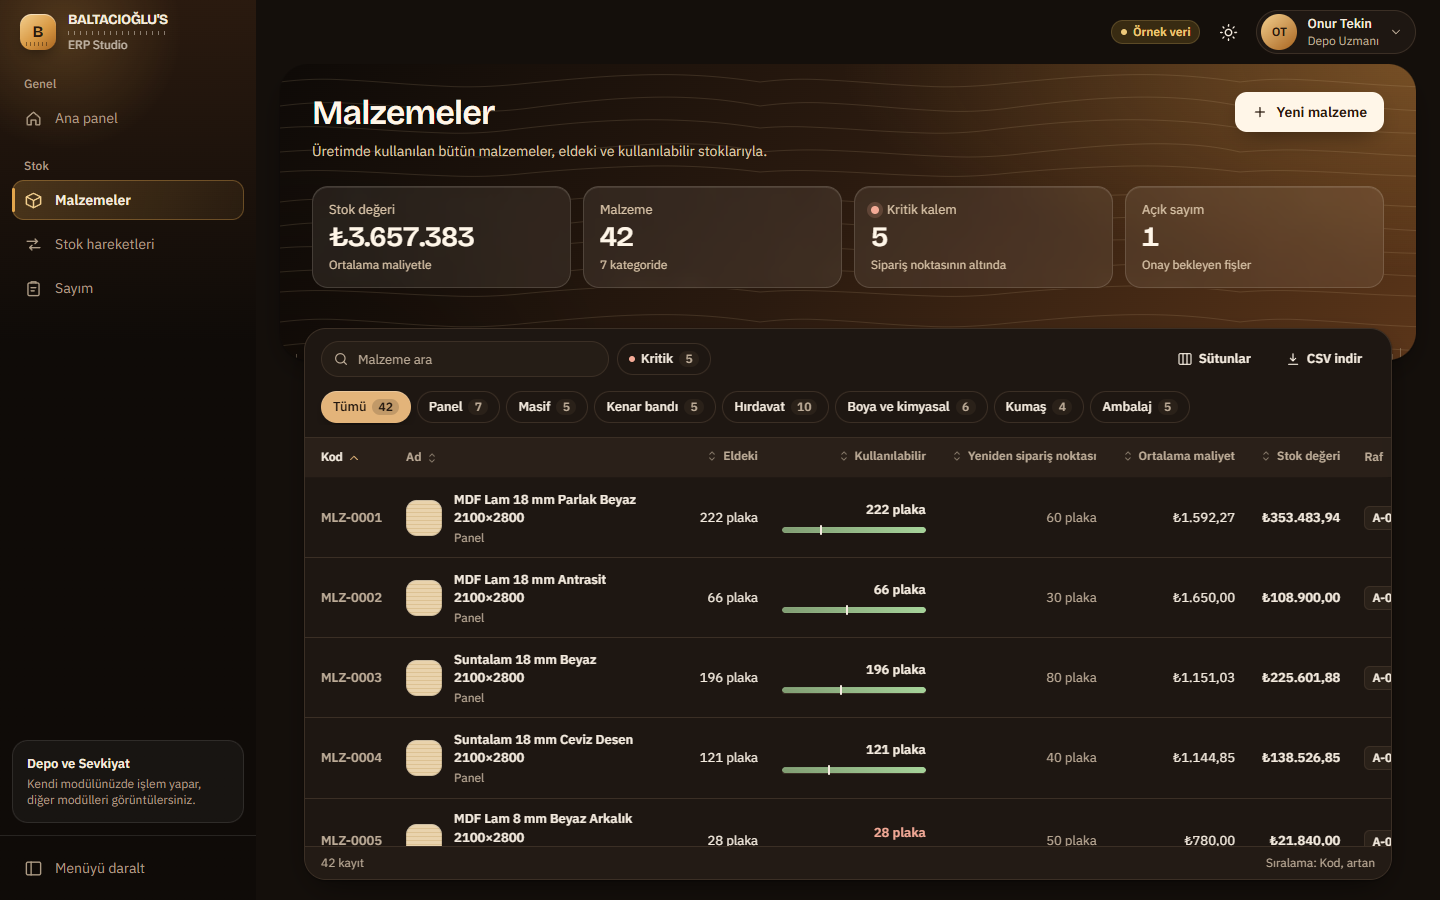 B
BALTACIOĞLU'S
ERP Studio
Genel
Ana panel
Stok
Malzemeler
Stok hareketleri
Sayım
Depo ve Sevkiyat
Kendi modülünüzde işlem yapar,
diğer modülleri görüntülersiniz.
Menüyü daralt
Örnek veri
OT
Onur Tekin
Depo Uzmanı
Malzemeler
Üretimde kullanılan bütün malzemeler, eldeki ve kullanılabilir stoklarıyla.
Yeni malzeme
Stok değeri
₺3.657.383
Ortalama maliyetle
Malzeme
42
7 kategoride
Kritik kalem
5
Sipariş noktasının altında
Açık sayım
1
Onay bekleyen fişler
Malzeme ara
Kritik 5
Sütunlar
CSV indir
Tümü 42 Panel 7 Masif 5 Kenar bandı 5 Hırdavat 10 Boya ve kimyasal 6 Kumaş 4 Ambalaj 5
Kod Ad Eldeki Kullanılabilir Yeniden sipariş noktası Ortalama maliyet Stok değeri Raf
MDF Lam 18 mm Parlak Beyaz
222 plaka
MLZ-0001 2100×2800 222 plaka 60 plaka ₺1.592,27 ₺353.483,94 A-0
Panel
MDF Lam 18 mm Antrasit
66 plaka
MLZ-0002 2100×2800 66 plaka 30 plaka ₺1.650,00 ₺108.900,00 A-0
Panel
Suntalam 18 mm Beyaz
196 plaka
MLZ-0003 2100×2800 196 plaka 80 plaka ₺1.151,03 ₺225.601,88 A-0
Panel
Suntalam 18 mm Ceviz Desen
121 plaka
MLZ-0004 2100×2800 121 plaka 40 plaka ₺1.144,85 ₺138.526,85 A-0
Panel
MDF Lam 8 mm Beyaz Arkalık
28 plaka
MLZ-0005 2100×2800 28 plaka 50 plaka ₺780,00 ₺21.840,00 A-0
42 kayıt
Sıralama: Kod, artan